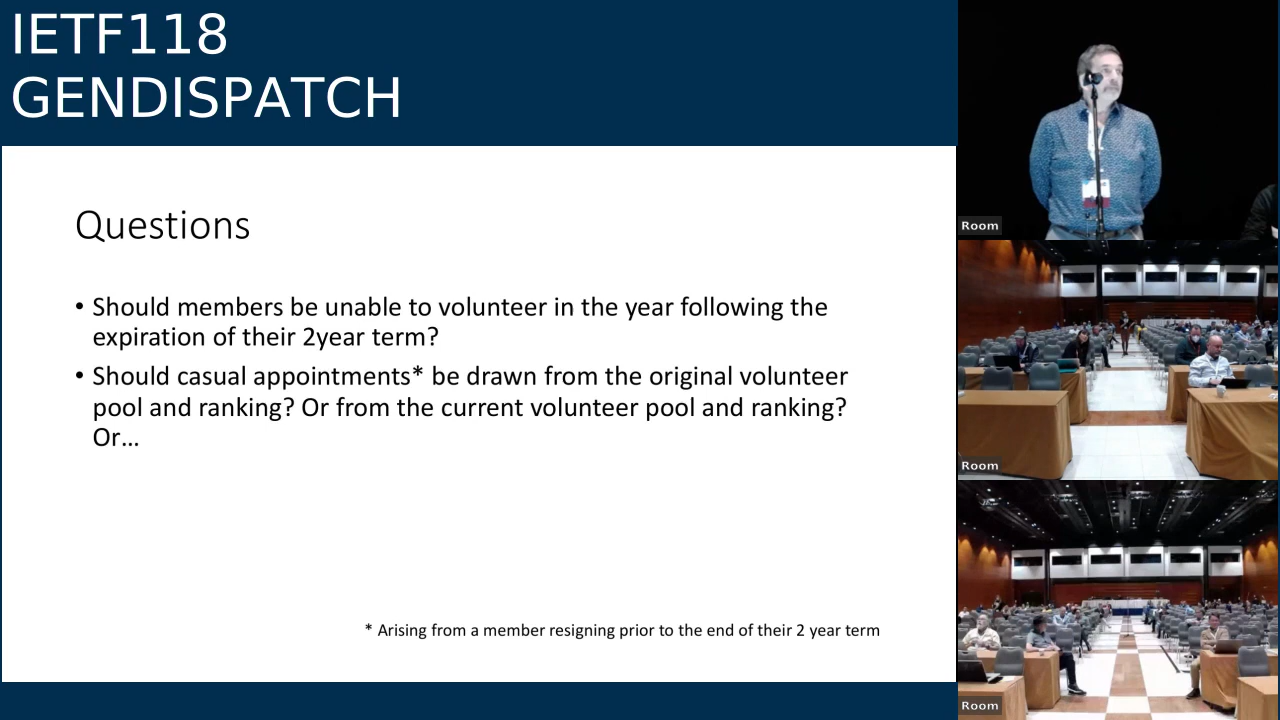 IETF118
GENDISPATCH
Questions
• Should members be unable to volunteer in the year following the
expiration of their 2year term?
• Should casual appointments* be drawn from the original volunteer
pool and ranking? Or from the current volunteer pool and ranking?
Or…
* Arising from a member resigning prior to the end of their 2 year term
Room
Room
Room